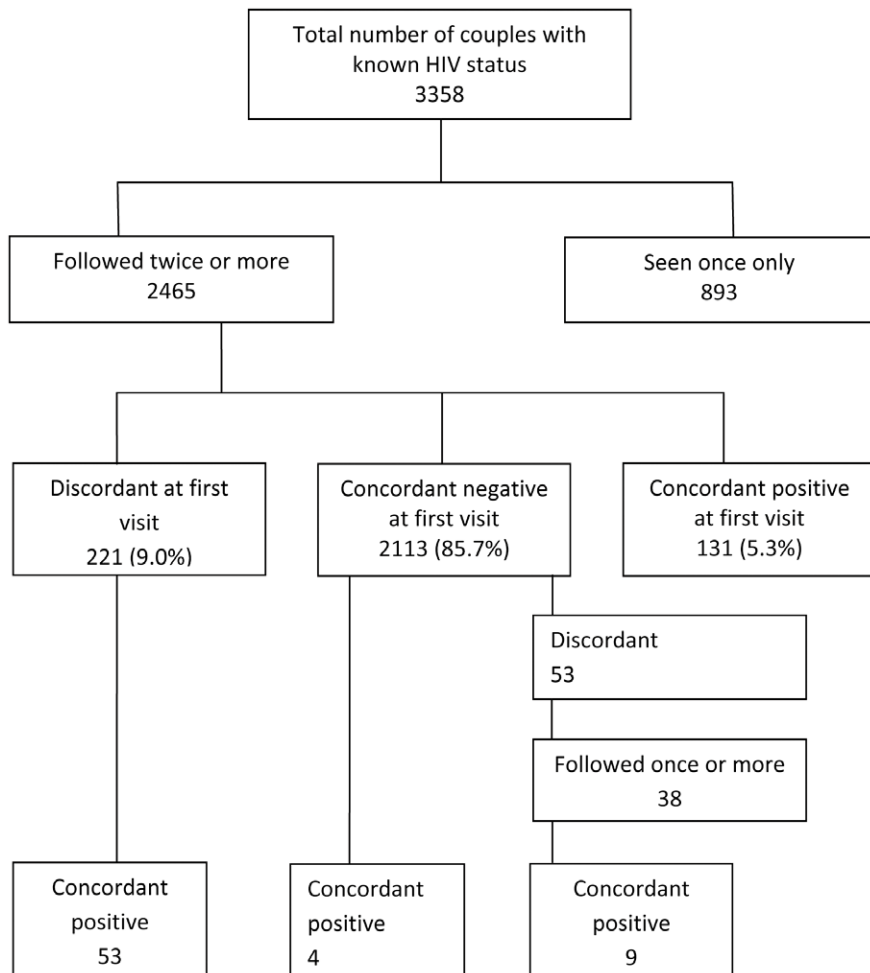 Total number of couples with
known HIV status
3358
Followed twice or more
2465
Seen once only
893
Discordant at first
visit
221 (9.0%)
Concordant negative
at first visit
2113 (85.7%)
Concordant positive
at first visit
131 (5.3%)
Discordant
53
Followed once or more
38
Concordant
positive
53
Concordant
positive
4
Concordant
positive
9